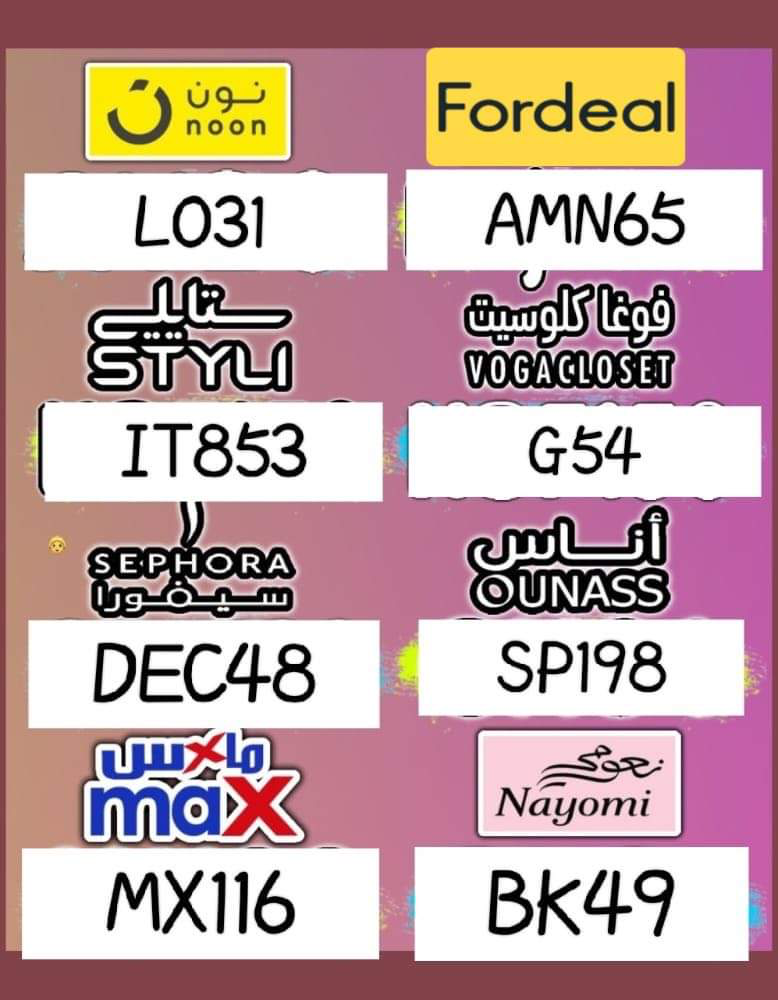 نون
noon
Fordeal
LO31
AMN65
ستايلي
STYLI
فوغا كلوسيت
VOGACLOSET
IT853
G54
SEPHORA
سيفورا
أناس
OUNASS
DEC48
SP198
ماكس
max
نعومي
Nayomi
MX116
BK49